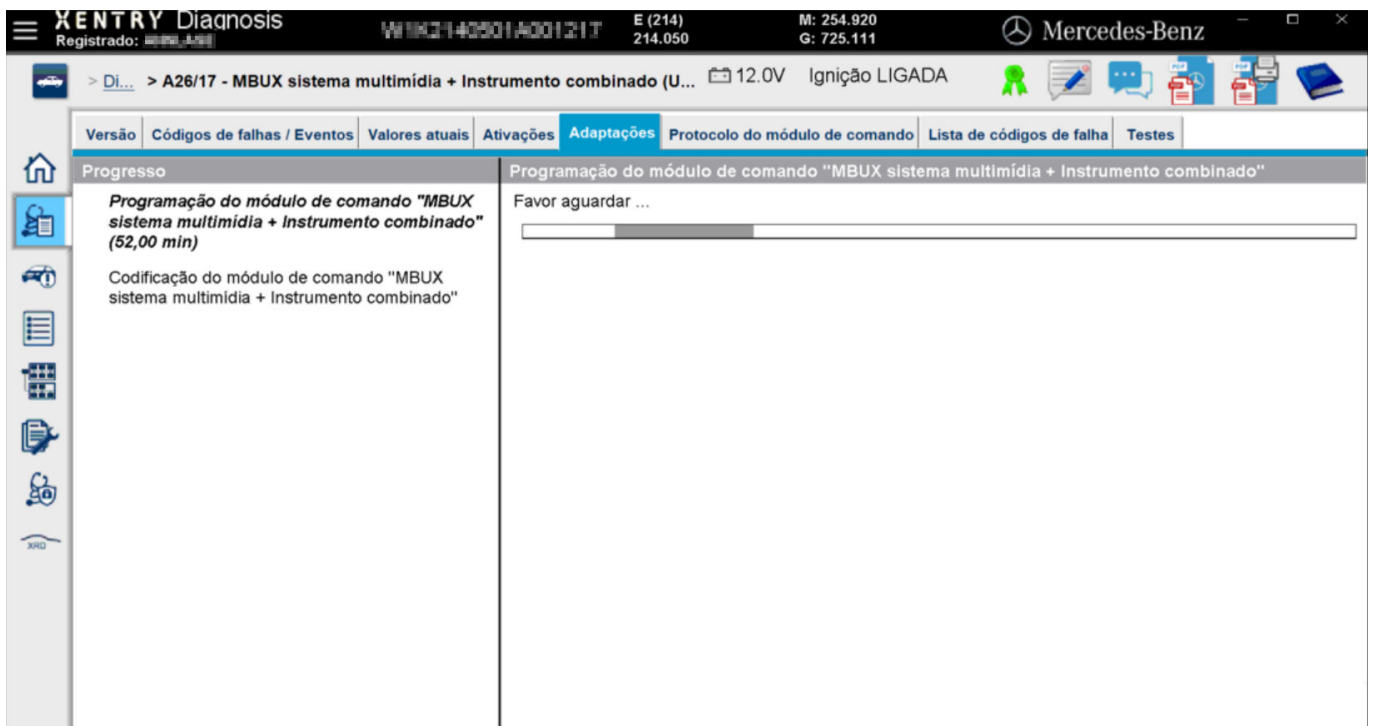 XENTRY Diagnosis
Registrado:
E (214)
214.050
M: 254.920
G: 725.111
Mercedes-Benz
> Di... > A26/17 - MBUX sistema multimídia + Instrumento combinado (U... 12.0V Ignição LIGADA
Versão Códigos de falhas / Eventos Valores atuais Ativações Adaptações Protocolo do módulo de comando Lista de códigos de falha Testes
Progresso
Programação do módulo de comando "MBUX
sistema multimídia + Instrumento combinado"
(52,00 min)
Codificação do módulo de comando "MBUX
sistema multimídia + Instrumento combinado"
Programação do módulo de comando "MBUX sistema multimídia + Instrumento combinado"
Favor aguardar ...
PDF
PDF
XRD